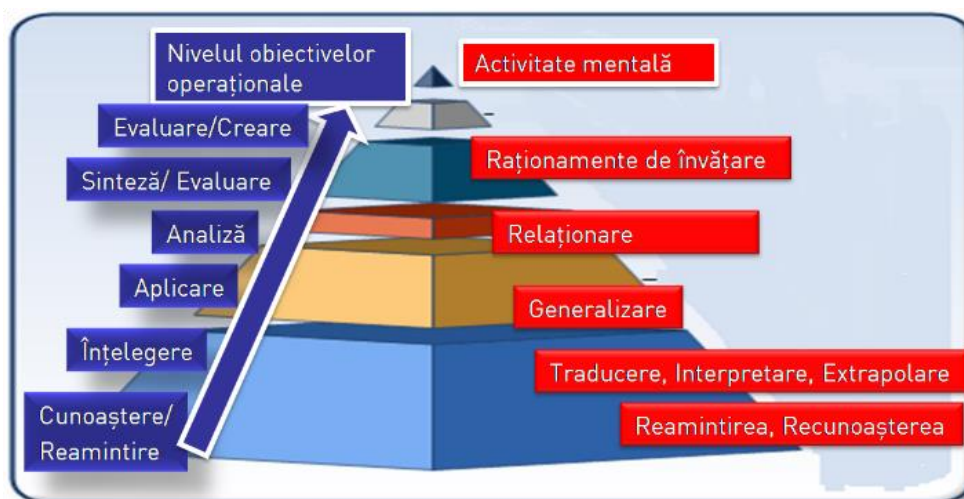 Nivelul obiectivelor
operaționale
Activitate mentală
Evaluare/Creare
Raționamente de învățare
Sinteză/ Evaluare
Analiză
Relaționare
Aplicare
Generalizare
Înțelegere
Traducere, Interpretare, Extrapolare
Cunoaștere/
Reamintire
Reamintirea, Recunoașterea